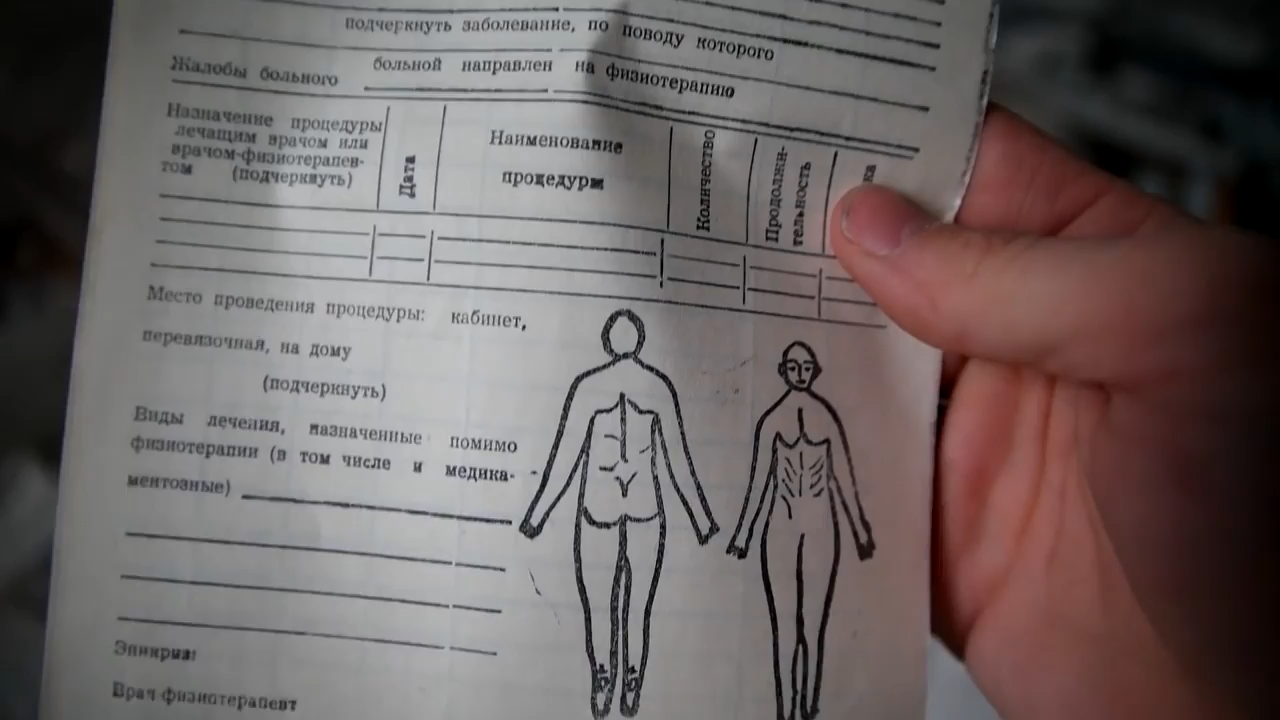 подчеркнуть заболевание, по поводу которого
больной направлен на физиотерапию
Жалобы больного
Назначение процедуры
лечащим врачом или
врачом-физиотерапев-
том (подчеркнуть)
Дата
Наименование
процедуры
Количество
Продолжи-
тельность
Место проведения процедуры: кабинет,
перевязочная, на дому
(подчеркнуть)
Виды лечения, назначенные помимо
физиотерапии (в том числе и медика-
ментозные)
Эпикриз:
Врач-физиотерапевт